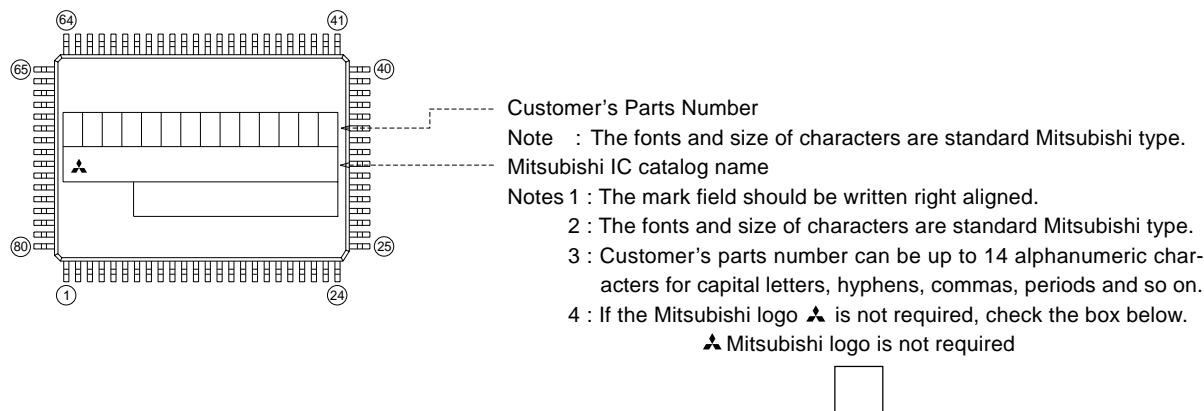 64
41
65
40
80
25
1
24
Customer’s Parts Number
Note : The fonts and size of characters are standard Mitsubishi type.
Mitsubishi IC catalog name
Notes 1 : The mark field should be written right aligned.
2 : The fonts and size of characters are standard Mitsubishi type.
3 : Customer’s parts number can be up to 14 alphanumeric char-
acters for capital letters, hyphens, commas, periods and so on.
4 : If the Mitsubishi logo is not required, check the box below.
Mitsubishi logo is not required